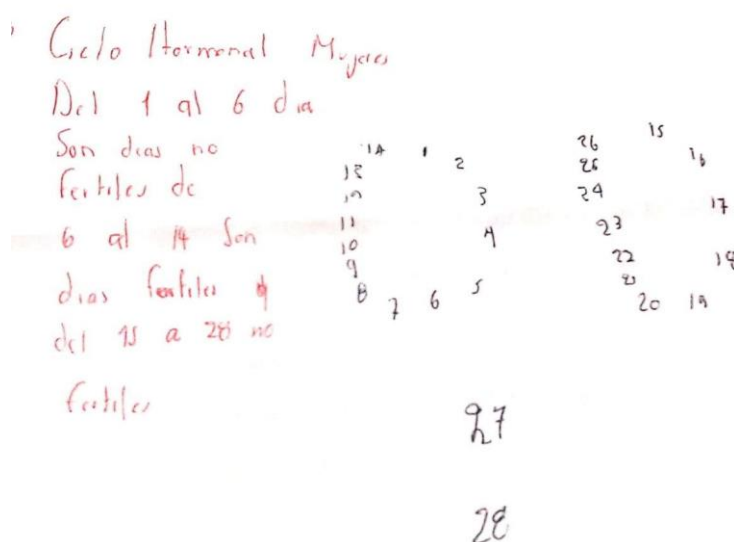 Ciclo Hormonal Mujeres
Del 1 al 6 dia
Son dias no
fertiles de
6 al 14 son
dias fertiles y
del 15 a 28 no
fertiles
14 1 2
13 3
12 4
11 5
10 6
9 7
8
26 15
25 16
24 17
23 18
22 19
21 20
27
28